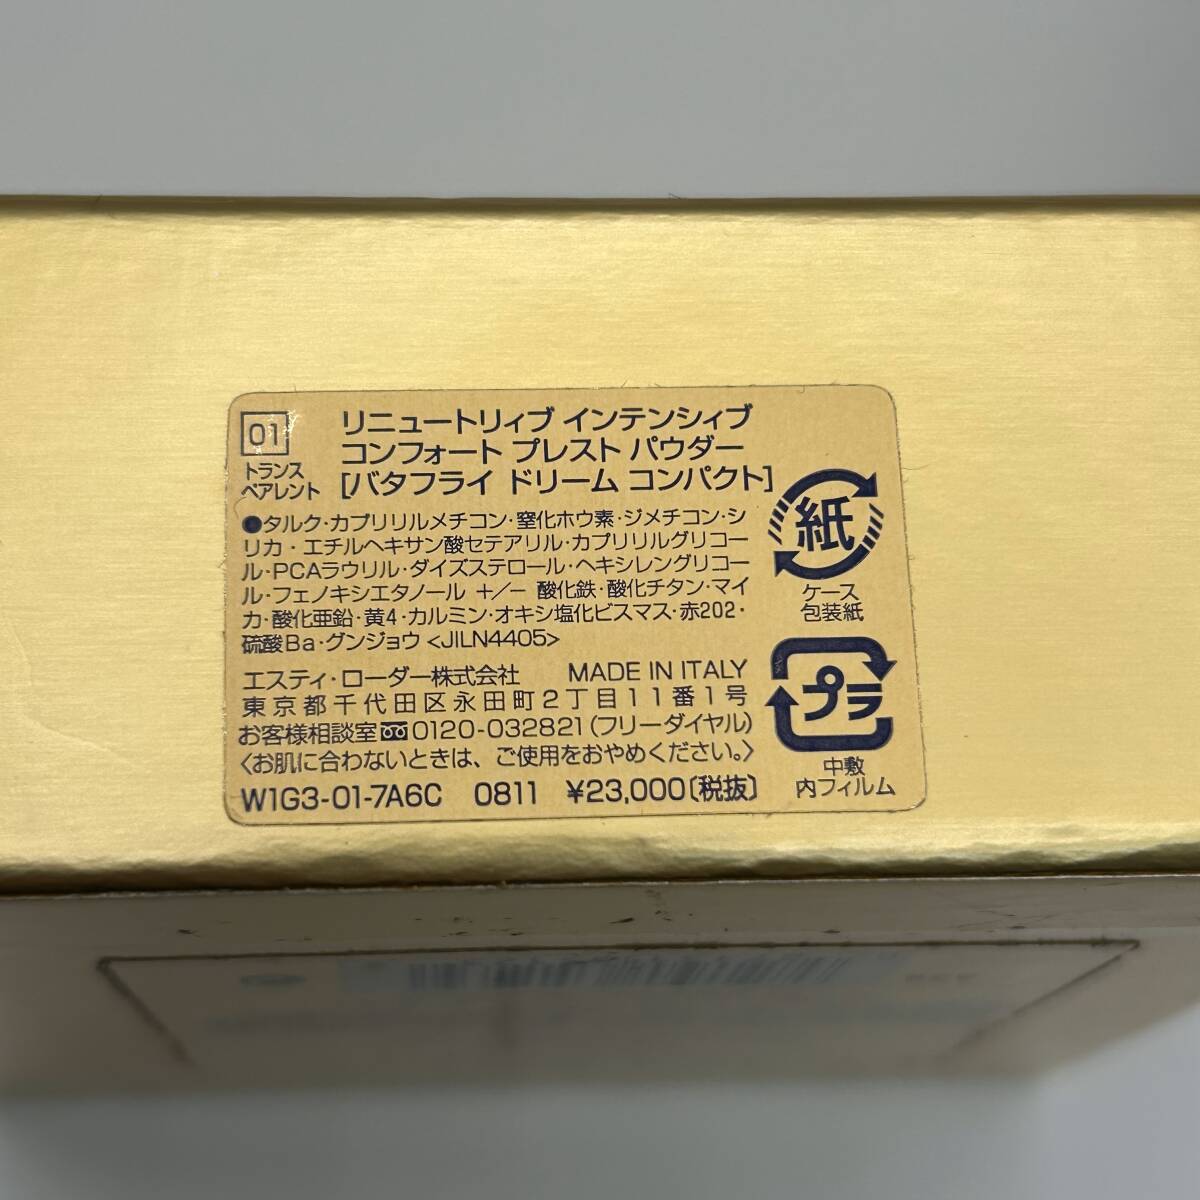 01
トランス
ペアレント
リニュートリィブ インテンシィブ
コンフォート プレスト パウダー
[バタフライ ドリーム コンパクト]
●タルク・カプリリルメチコン・窒化ホウ素・ジメチコン・シ
リカ・エチルヘキサン酸セテアリル・カプリリルグリコー
ル・PCAラウリル・ダイズステロール・ヘキシレングリコー
ル・フェノキシエタノール +/− 酸化鉄・酸化チタン・マイ
カ・酸化亜鉛・黄4・カルミン・オキシ塩化ビスマス・赤202・
硫酸Ba・グンジョウ <JILN4405>
エスティ・ローダー株式会社 MADE IN ITALY
東京都千代田区永田町2丁目11番1号
お客様相談室 0120-032821(フリーダイヤル)
〈お肌に合わないときは、ご使用をおやめください。〉
W1G3-01-7A6C 0811 ¥23,000〔税抜〕
紙
ケース
包装紙
プラ
中敷
内フィルム